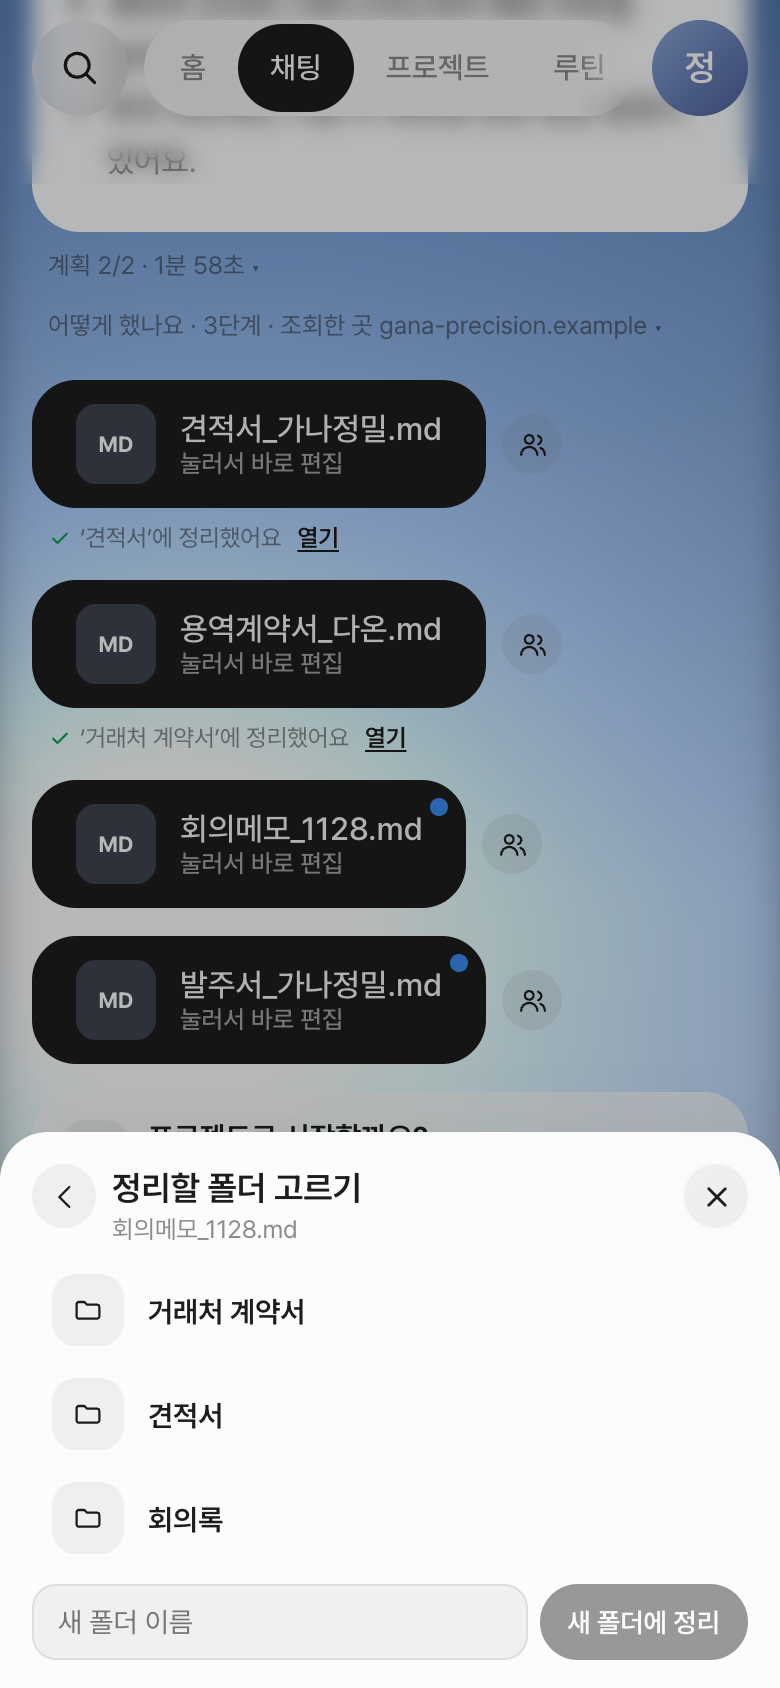 홈
채팅
프로젝트
루틴
정
있어요.
계획 2/2 · 1분 58초
어떻게 했나요 · 3단계 · 조회한 곳 gana-precision.example
MD
견적서_가나정밀.md
눌러서 바로 편집
‘견적서’에 정리했어요 열기
MD
용역계약서_다온.md
눌러서 바로 편집
‘거래처 계약서’에 정리했어요 열기
MD
회의메모_1128.md
눌러서 바로 편집
MD
발주서_가나정밀.md
눌러서 바로 편집
정리할 폴더 고르기
회의메모_1128.md
거래처 계약서
견적서
회의록
새 폴더 이름
새 폴더에 정리